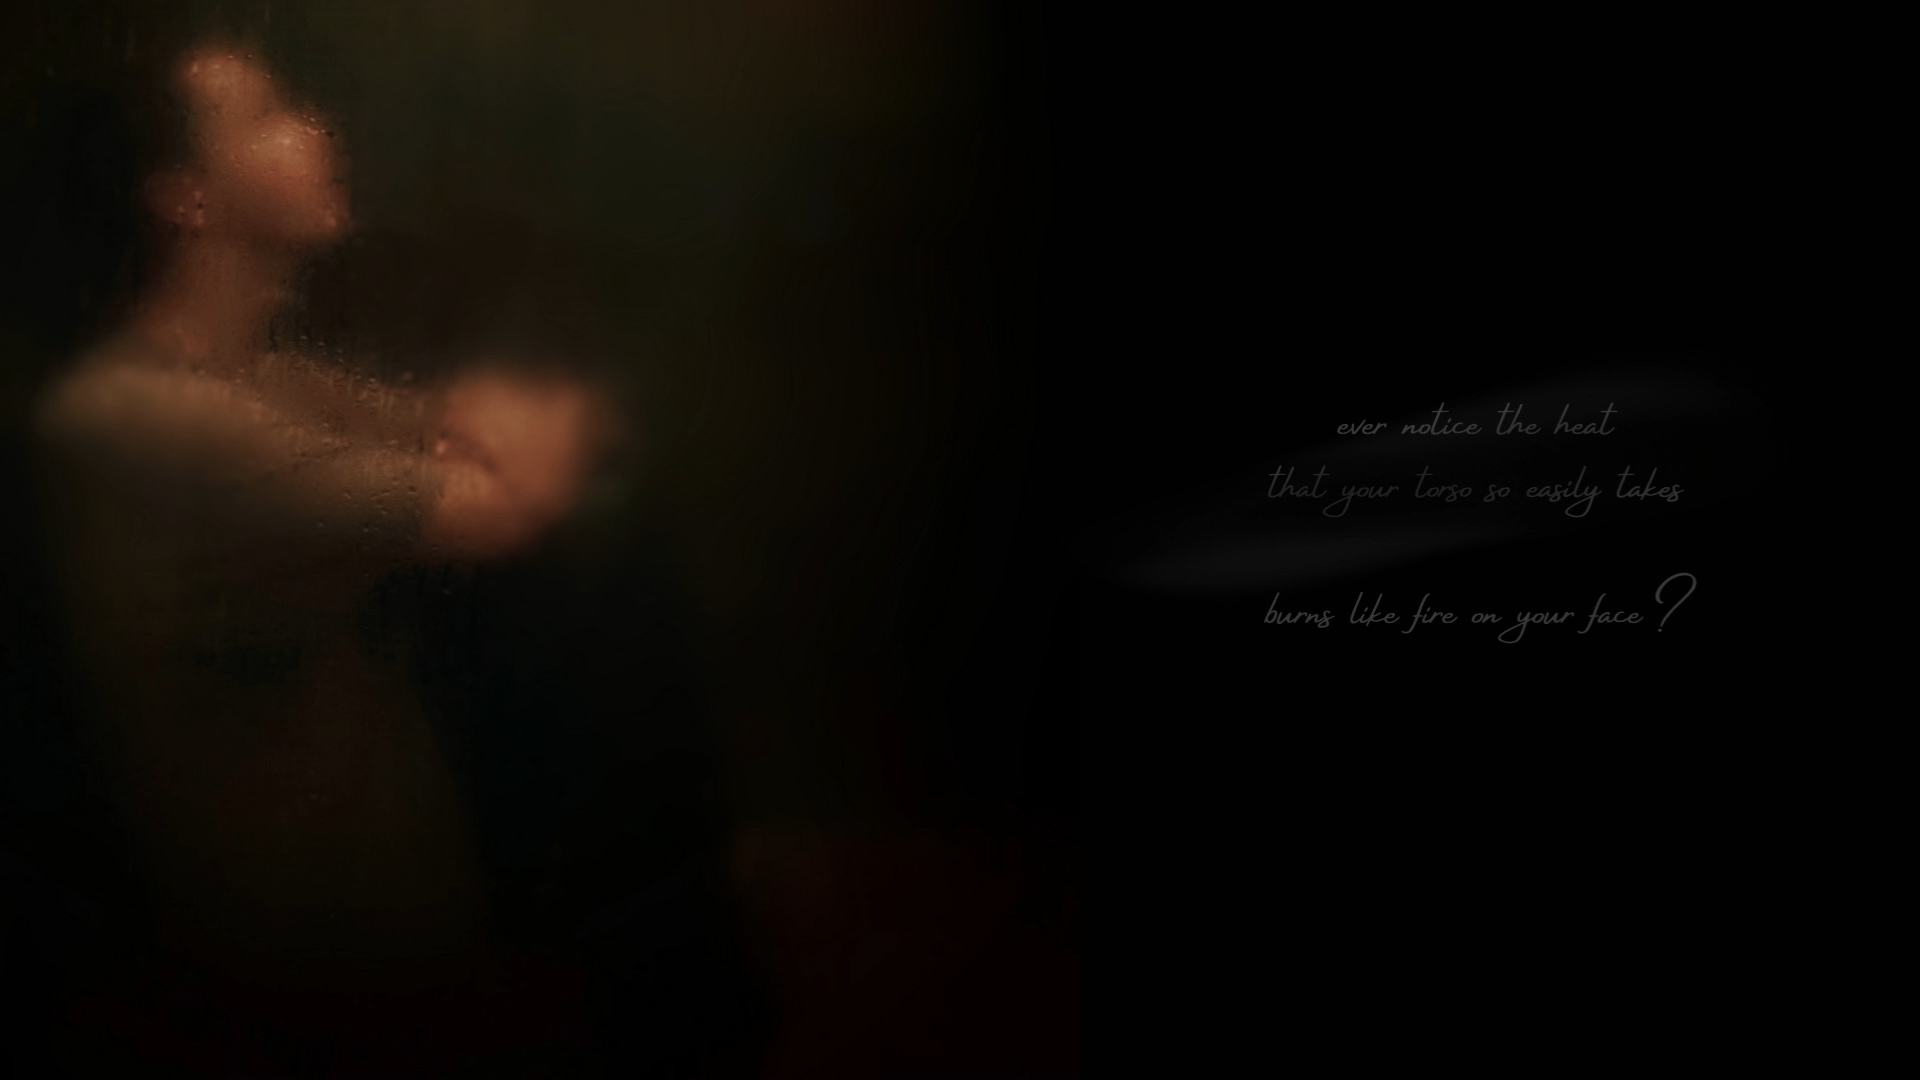 ever notice the heat
that your torso so easily takes
burns like fire on your face?